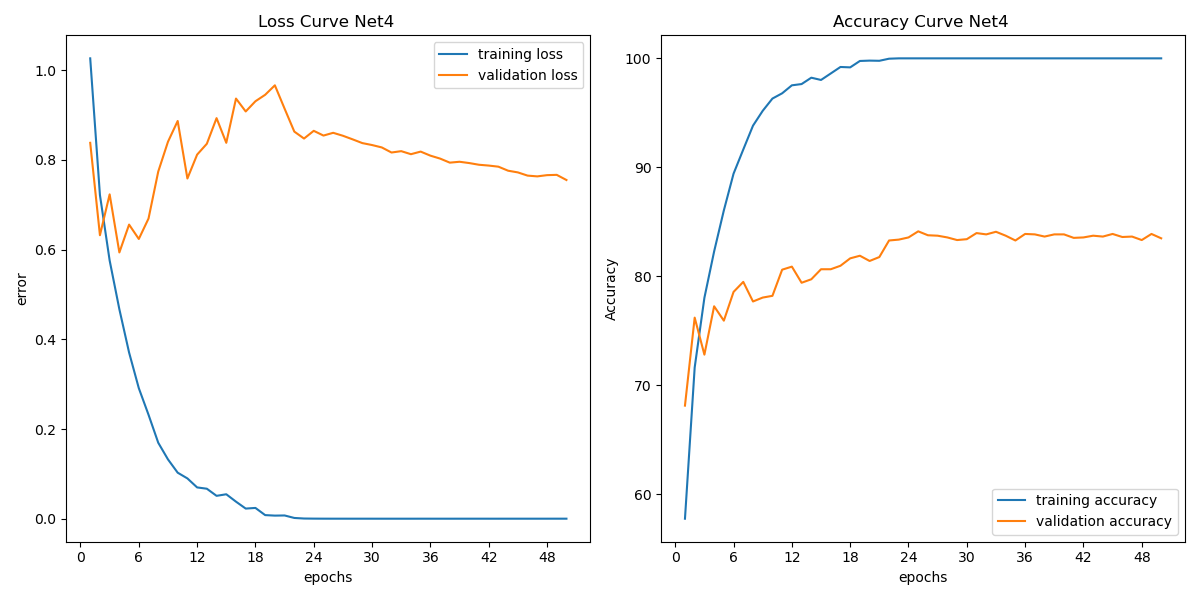 Loss Curve Net4
training loss
validation loss
1.0
0.8
0.6
0.4
0.2
0.0
error
0 6 12 18 24 30 36 42 48
epochs
Accuracy Curve Net4
100
90
80
70
60
Accuracy
training accuracy
validation accuracy
0 6 12 18 24 30 36 42 48
epochs